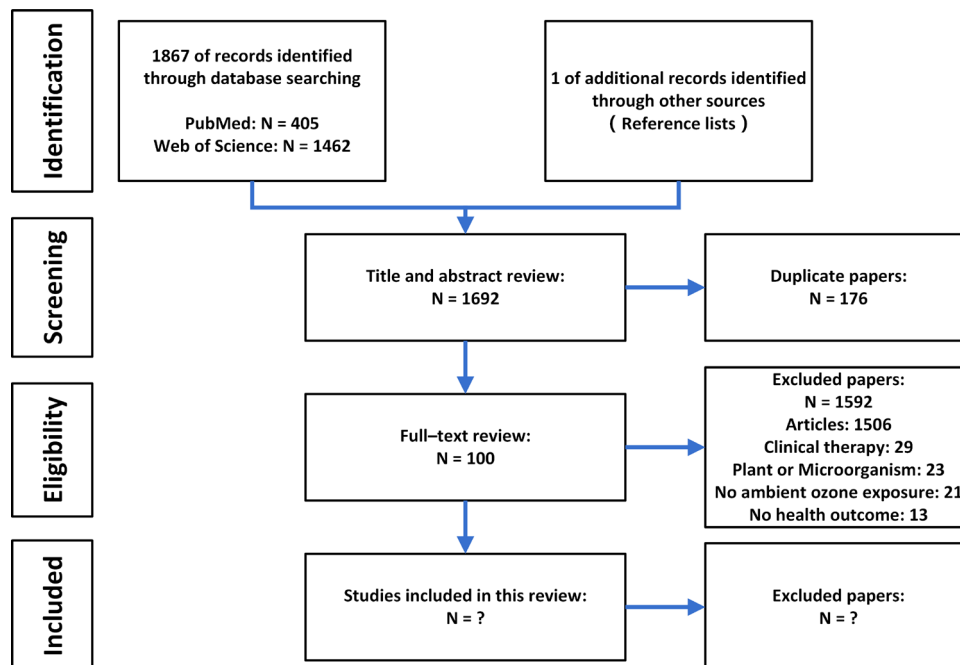 Identification
1867 of records identified
through database searching
PubMed: N = 405
Web of Science: N = 1462
1 of additional records identified
through other sources
( Reference lists )
Screening
Title and abstract review:
N = 1692
Duplicate papers:
N = 176
Eligibility
Full–text review:
N = 100
Excluded papers:
N = 1592
Articles: 1506
Clinical therapy: 29
Plant or Microorganism: 23
No ambient ozone exposure: 21
No health outcome: 13
Included
Studies included in this review:
N = ?
Excluded papers:
N = ?